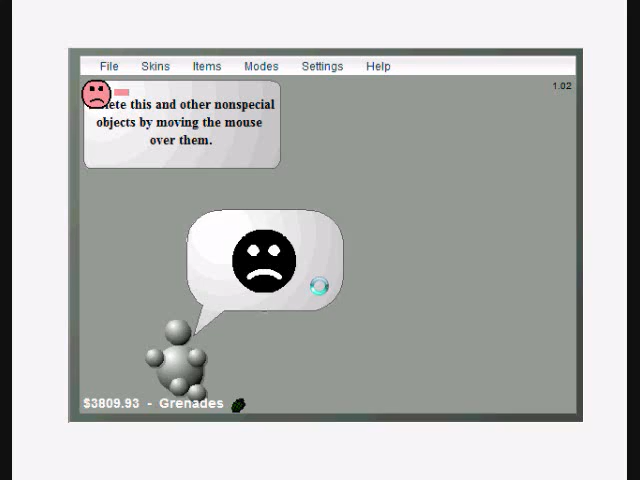 File Skins Items Modes Settings Help
1.02
ete this and other nonspecial
objects by moving the mouse
over them.
$3809.93 - Grenades